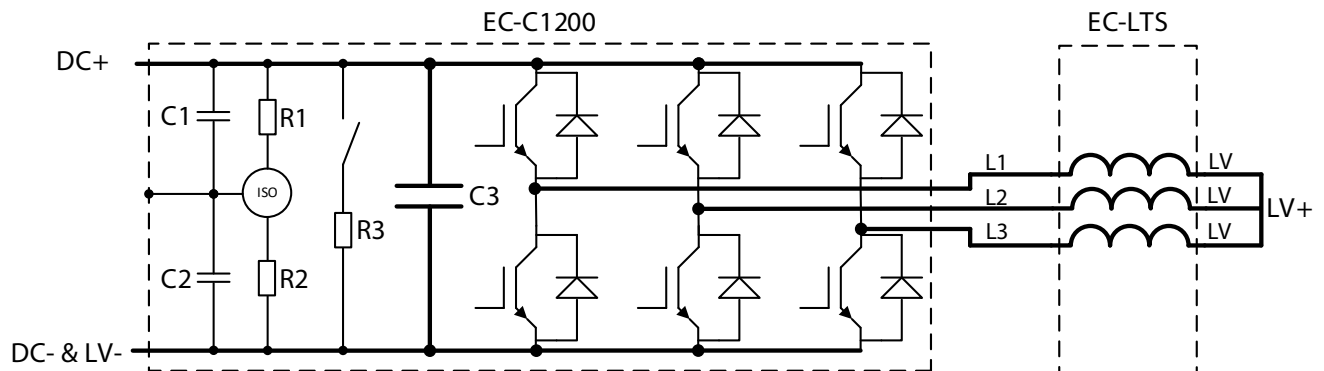 EC-C1200
EC-LTS
DC+
C1
R1
ISO
C2
R2
R3
C3
L1
LV
L2
LV
L3
LV
LV+
DC- & LV-